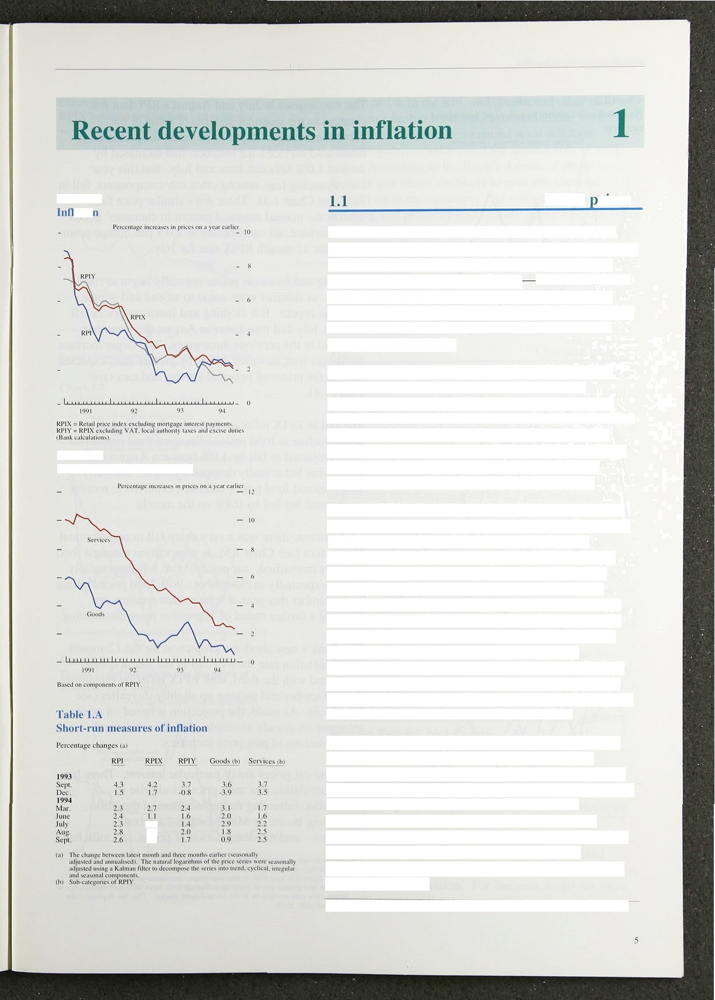 Recent developments in inflation 1
1.1
Percentage increases in prices on a year earlier
10
8
RPIY
6
RPIX
RPI
4
2
0
1991 92 93 94
RPIX = Retail price index excluding mortgage interest payments.
RPIY = RPIX excluding VAT, local authority taxes and excise duties
(Bank calculations).
Percentage increases in prices on a year earlier
12
10
Services
8
6
4
Goods
2
0
1991 92 93 94
Based on components of RPIY.
Table 1.A
Short-run measures of inflation
Percentage changes (a)
RPI RPIX RPIY Goods (b) Services (b)
1993
Sept. 4.3 4.2 3.7 3.6 3.7
Dec. 1.5 1.7 -0.8 -3.9 3.5
1994
Mar. 2.3 2.7 2.4 3.1 1.7
June 2.4 1.1 1.6 2.0 1.6
July 2.3 1.4 2.9 2.2
Aug. 2.8 2.0 1.8 2.5
Sept. 2.6 1.7 0.9 2.5
(a) The change between latest month and three months earlier (seasonally
adjusted and annualised). The natural logarithms of the price series were seasonally
adjusted using a Kalman filter to decompose the series into trend, cyclical, irregular
and seasonal components.
(b) Sub-categories of RPIY.
5